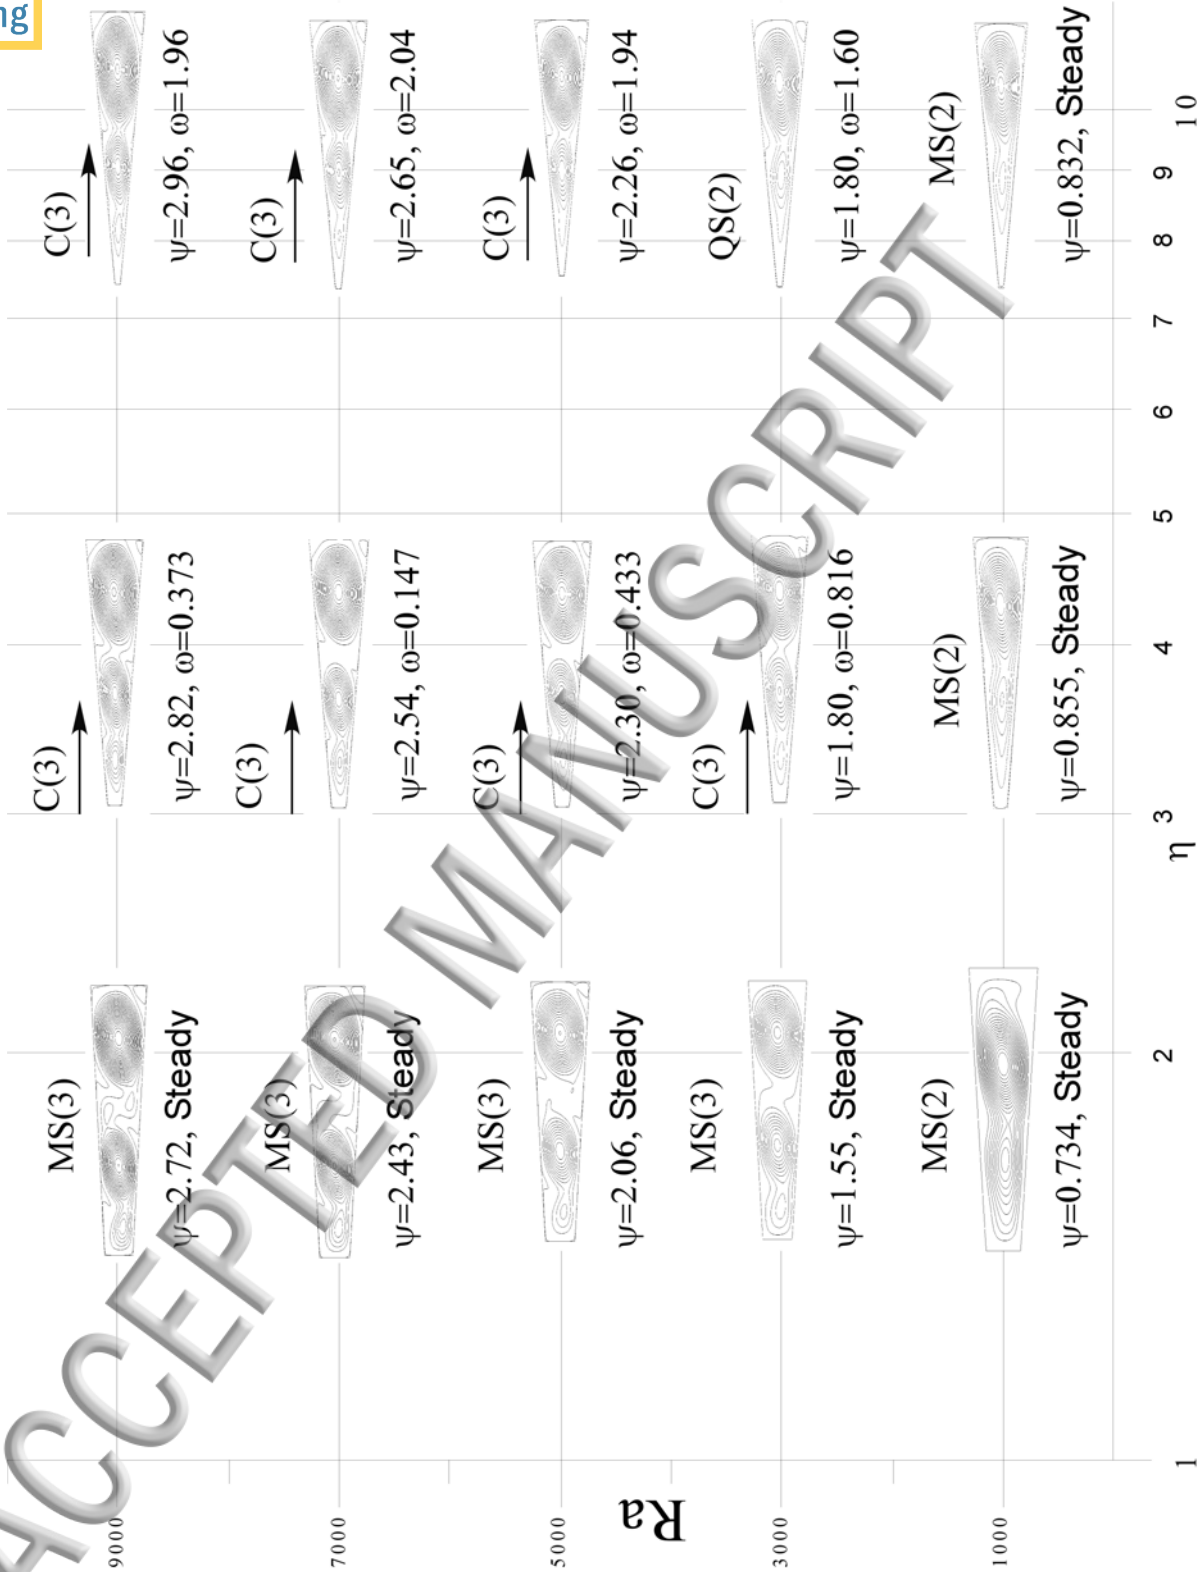 ng
MS(3)
ψ=2.72, Steady
C(3)
ψ=2.82, ω=0.373
C(3)
ψ=2.96, ω=1.96
MS(3)
ψ=2.43, Steady
C(3)
ψ=2.54, ω=0.147
C(3)
ψ=2.65, ω=2.04
MS(3)
ψ=2.06, Steady
C(3)
ψ=2.30, ω=0.433
C(3)
ψ=2.26, ω=1.94
MS(3)
ψ=1.55, Steady
C(3)
ψ=1.80, ω=0.816
QS(2)
ψ=1.80, ω=1.60
MS(2)
ψ=0.734, Steady
MS(2)
ψ=0.855, Steady
MS(2)
ψ=0.832, Steady
9000
7000
5000
3000
1000
Ra
1 2 3 4 5 6 7 8 9 10
η
ACCEPTED MANUSCRIPT